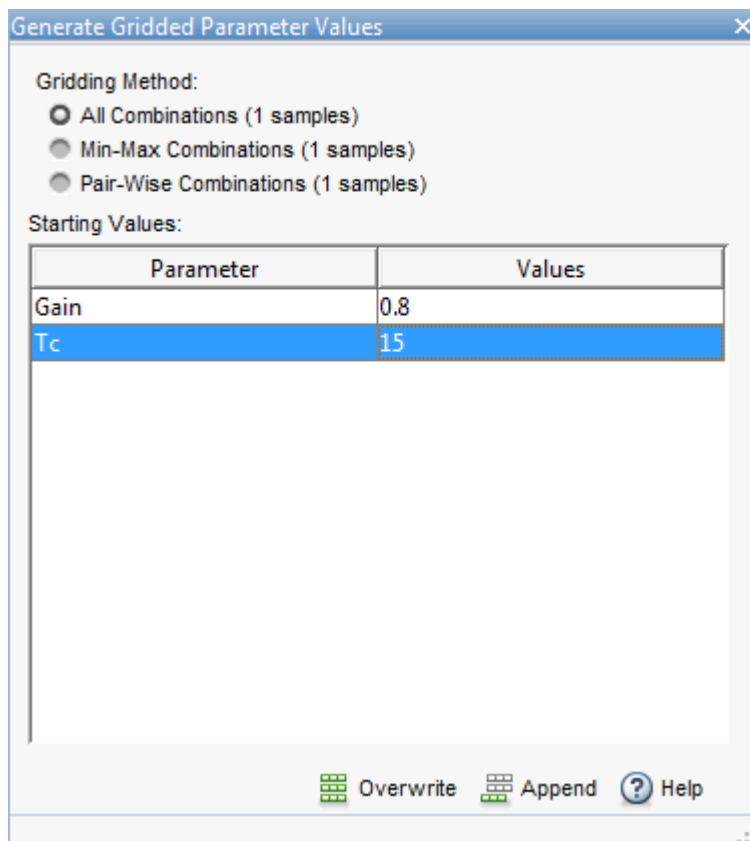 Generate Gridded Parameter Values
Gridding Method:
All Combinations (1 samples)
Min-Max Combinations (1 samples)
Pair-Wise Combinations (1 samples)
Starting Values:
Parameter Values
Gain 0.8
Tc 15
Overwrite Append ? Help